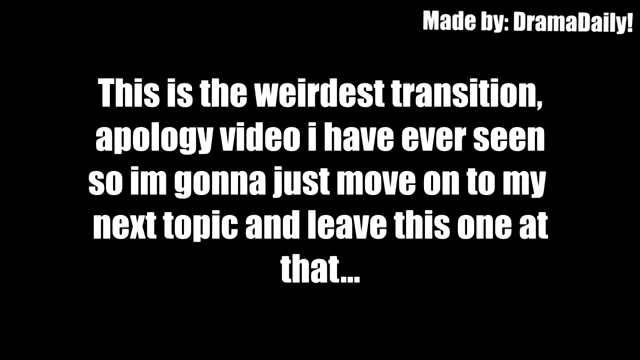 Made by: DramaDaily!
This is the weirdest transition,
apology video i have ever seen
so im gonna just move on to my
next topic and leave this one at
that...